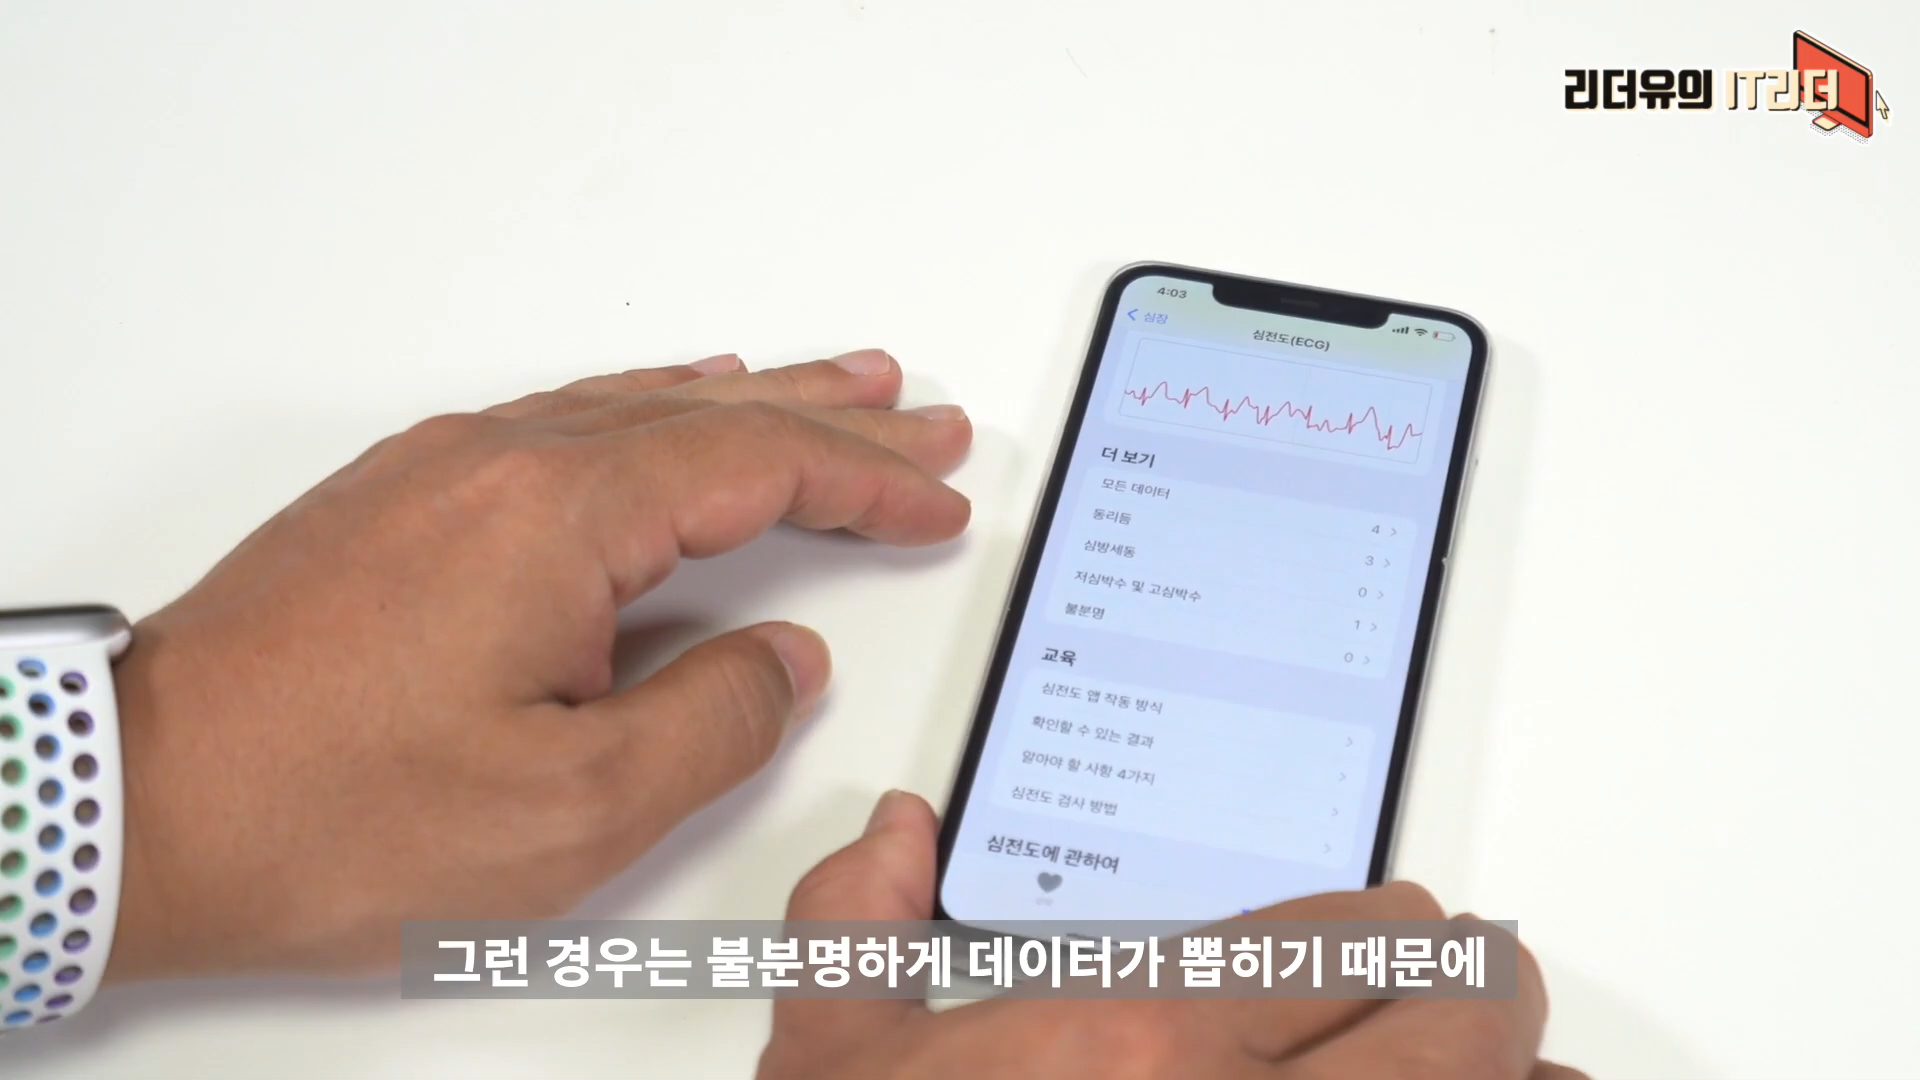 리더유의 IT리더
4:03
심장
심전도(ECG)
더 보기
모든 데이터 4
동리듬 3
심방세동 0
저심박수 및 고심박수 1
불분명 0
교육
심전도 앱 작동 방식
확인할 수 있는 결과
알아야 할 사항 4가지
심전도 검사 방법
심전도에 관하여
그런 경우는 불분명하게 데이터가 뽑히기 때문에